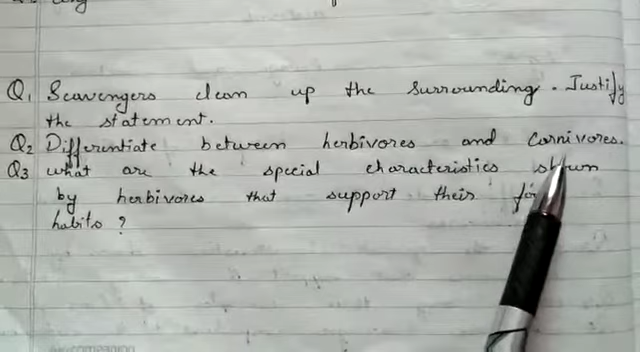 Q1 Scavengers clean up the surrounding. Justify
the statement.
Q2 Differentiate between herbivores and Carnivores.
Q3 what are the special characteristics shown
by herbivores that support their
habits ?